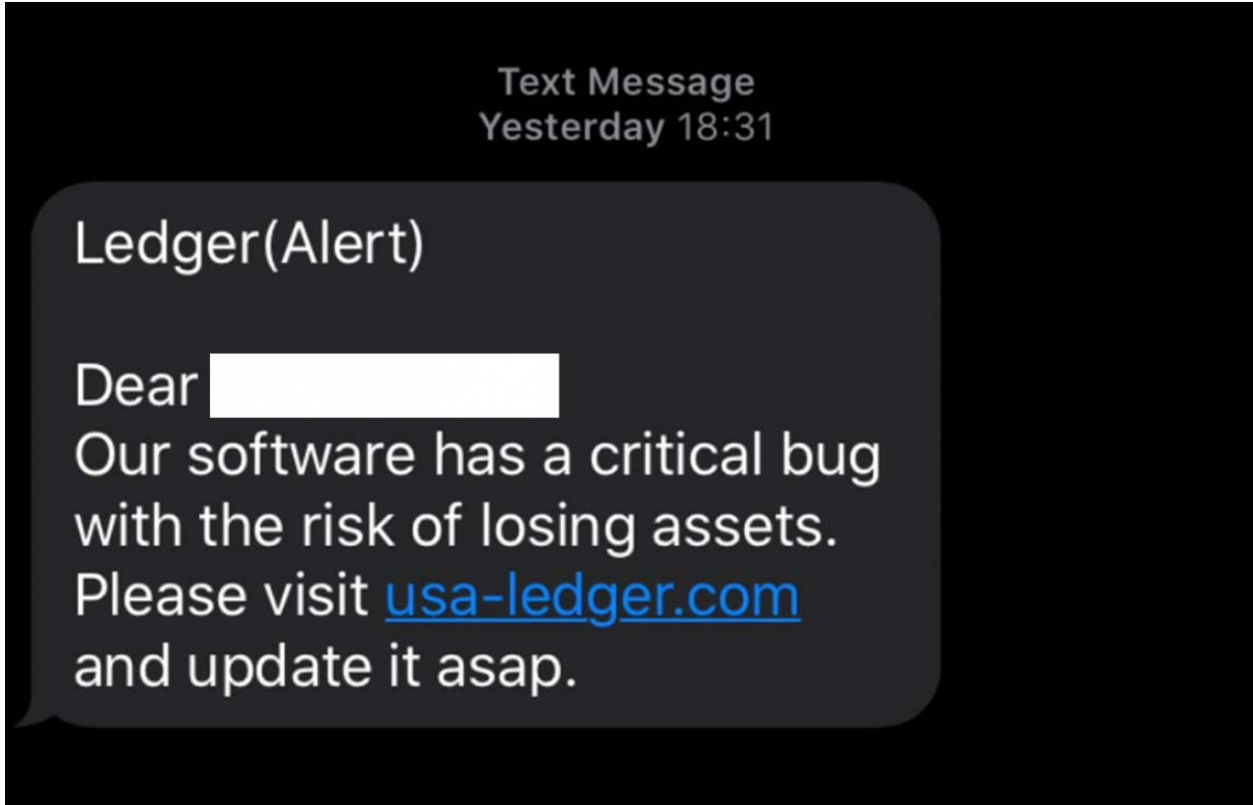 Text Message
Yesterday 18:31
Ledger(Alert)
Dear
Our software has a critical bug
with the risk of losing assets.
Please visit usa-ledger.com
and update it asap.